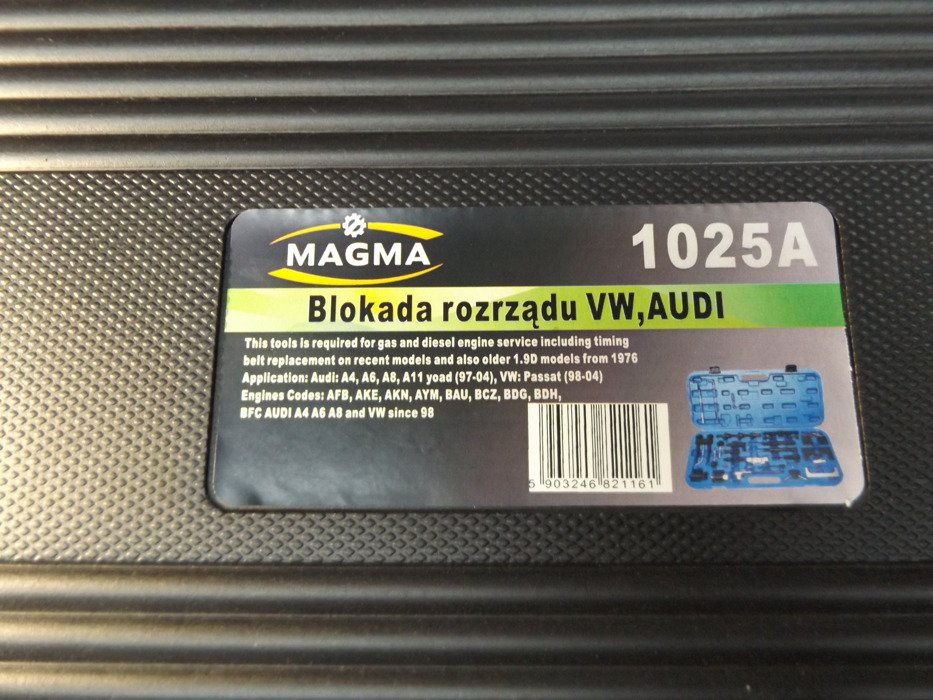 MAGMA
1025A
Blokada rozrządu VW,AUDI
This tools is required for gas and diesel engine service including timing
belt replacement on recent models and also older 1.9D models from 1976
Application: Audi: A4, A6, A8, A11 yoad (97-04), VW: Passat (98-04)
Engines Codes: AFB, AKE, AKN, AYM, BAU, BCZ, BDG, BDH,
BFC AUDI A4 A6 A8 and VW since 98
5 903246 821161